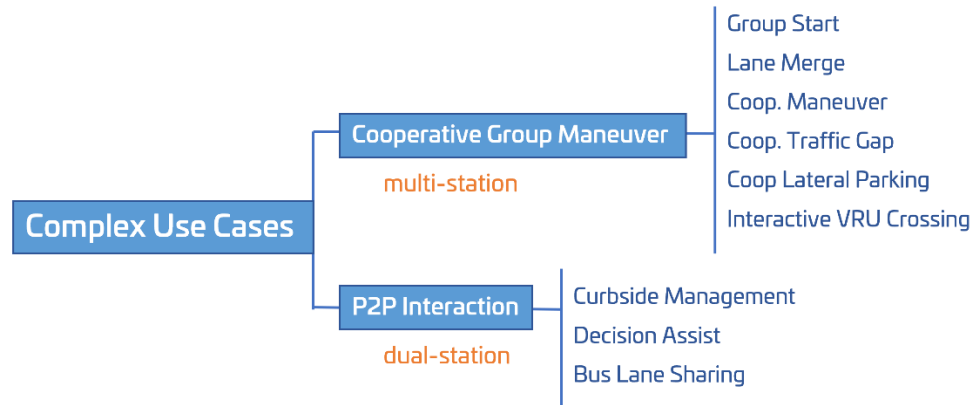 Complex Use Cases
Cooperative Group Maneuver
multi-station
Group Start
Lane Merge
Coop. Maneuver
Coop. Traffic Gap
Coop Lateral Parking
Interactive VRU Crossing
P2P Interaction
dual-station
Curbside Management
Decision Assist
Bus Lane Sharing